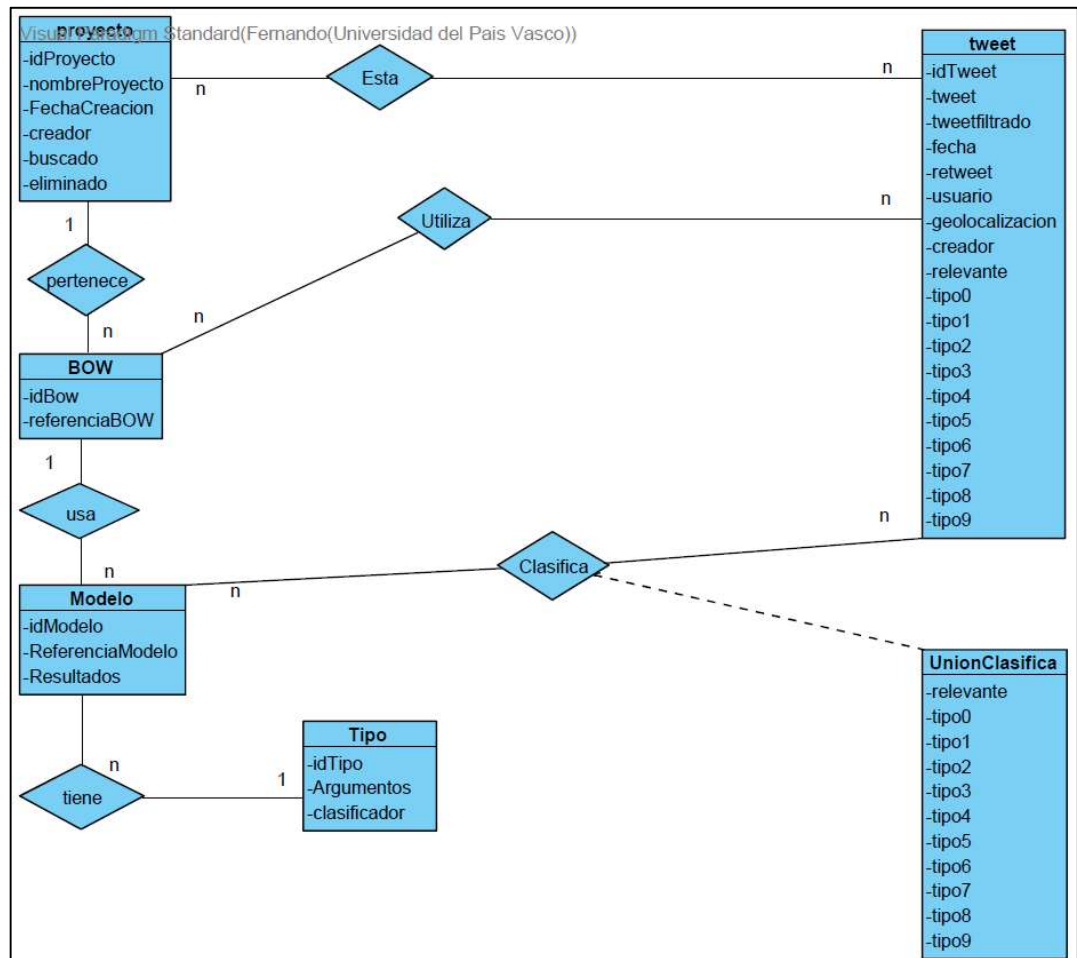 Visual Paradigm Standard(Fernando(Universidad del Pais Vasco))
proyecto
-idProyecto
-nombreProyecto
-FechaCreacion
-creador
-buscado
-eliminado
n
Esta
n
tweet
-idTweet
-tweet
-tweetfiltrado
-fecha
-retweet
-usuario
-geolocalizacion
-creador
-relevante
-tipo0
-tipo1
-tipo2
-tipo3
-tipo4
-tipo5
-tipo6
-tipo7
-tipo8
-tipo9
1
pertenece
n
Utiliza
n
n
BOW
-idBow
-referenciaBOW
1
usa
n
Modelo
-idModelo
-ReferenciaModelo
-Resultados
n
Clasifica
n
n
tiene
1
Tipo
-idTipo
-Argumentos
-clasificador
UnionClasifica
-relevante
-tipo0
-tipo1
-tipo2
-tipo3
-tipo4
-tipo5
-tipo6
-tipo7
-tipo8
-tipo9